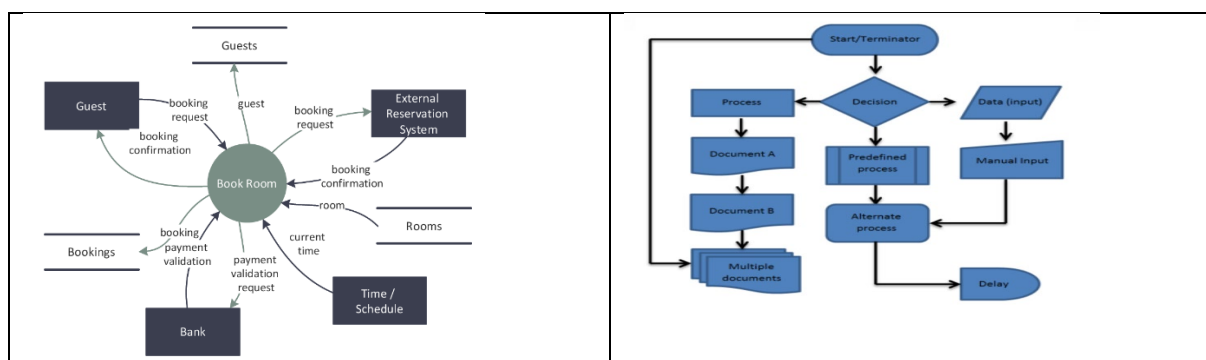 Guests
Guest
booking
request
guest
booking
request
External
Reservation
System
booking
confirmation
Book Room
booking
confirmation
room
Rooms
Bookings
booking
payment
validation
payment
validation
request
current
time
Time /
Schedule
Bank
Start/Terminator
Process
Decision
Data (input)
Document A
Predefined
process
Manual Input
Document B
Alternate
process
Multiple
documents
Delay